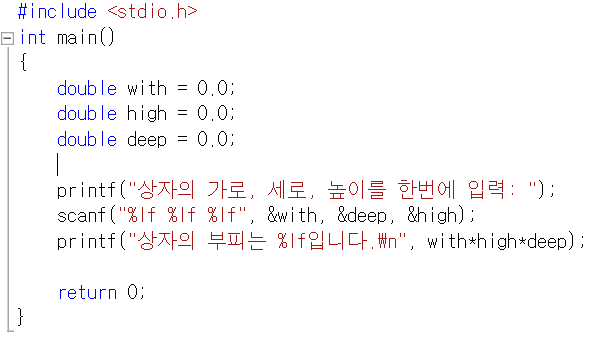 #include <stdio.h>
int main()
{
double with = 0.0;
double high = 0.0;
double deep = 0.0;
printf("상자의 가로, 세로, 높이를 한번에 입력: ");
scanf("%lf %lf %lf", &with, &deep, &high);
printf("상자의 부피는 %lf입니다.₩n", with*high*deep);
return 0;
}